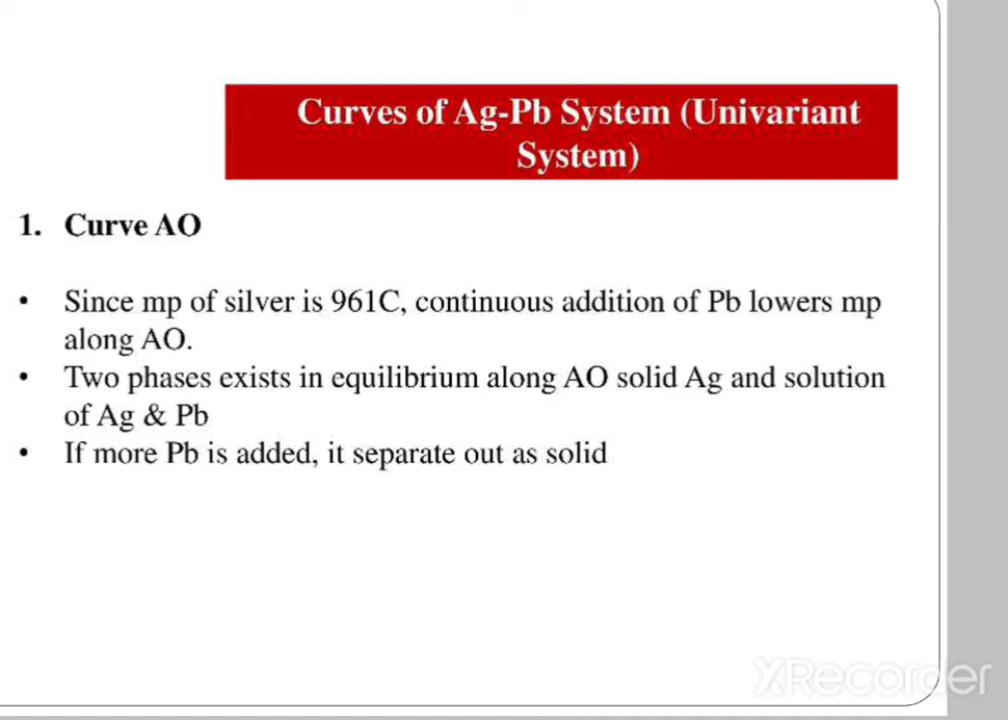 Curves of Ag-Pb System (Univariant
System)
1. Curve AO
• Since mp of silver is 961C, continuous addition of Pb lowers mp
along AO.
• Two phases exists in equilibrium along AO solid Ag and solution
of Ag & Pb
• If more Pb is added, it separate out as solid
XRecorder